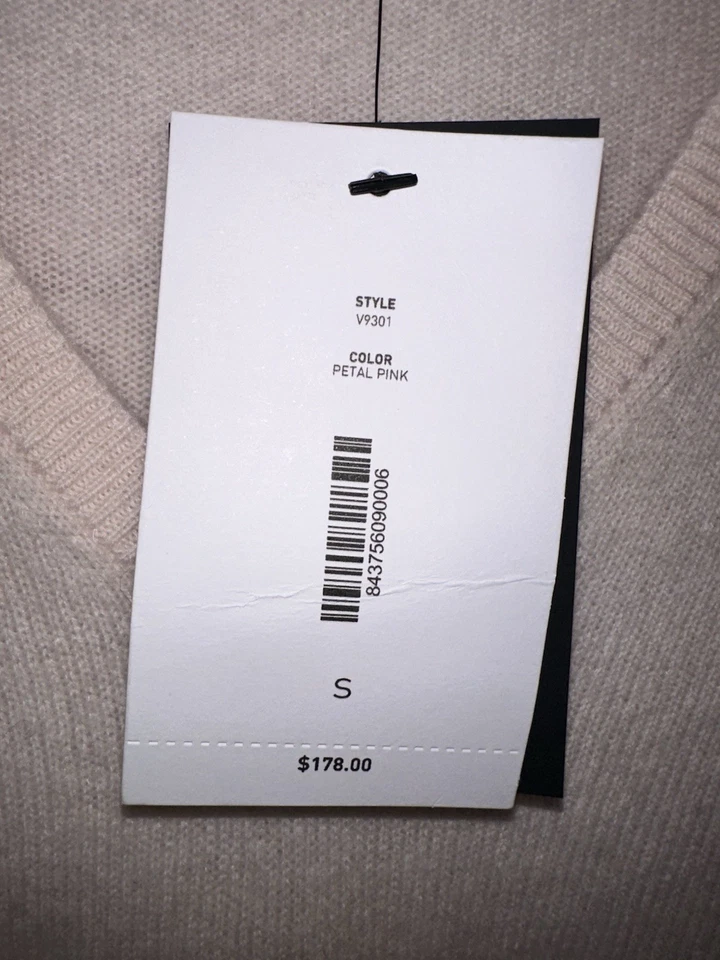 STYLE
V9301
COLOR
PETAL PINK
843756090006
S
$178.00